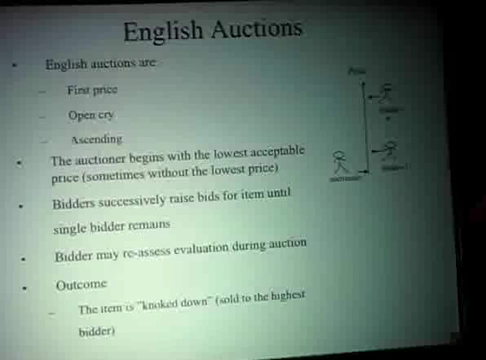 English Auctions
• English auctions are
– First price
– Open cry
– Ascending
• The auctioner begins with the lowest acceptable
price (sometimes without the lowest price)
• Bidders successively raise bids for item until
single bidder remains
• Bidder may re-assess evaluation during auction
• Outcome
– The item is "knoked down" (sold to the highest
bidder)
Price